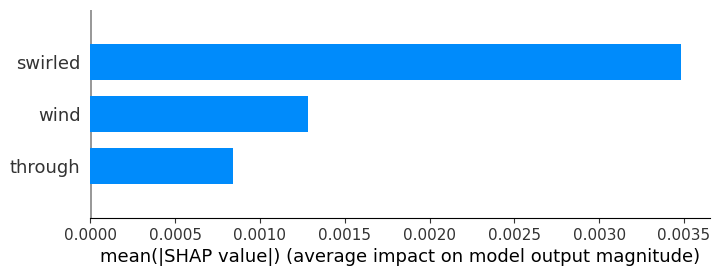 swirled
wind
through
0.0000 0.0005 0.0010 0.0015 0.0020 0.0025 0.0030 0.0035
mean(|SHAP value|) (average impact on model output magnitude)